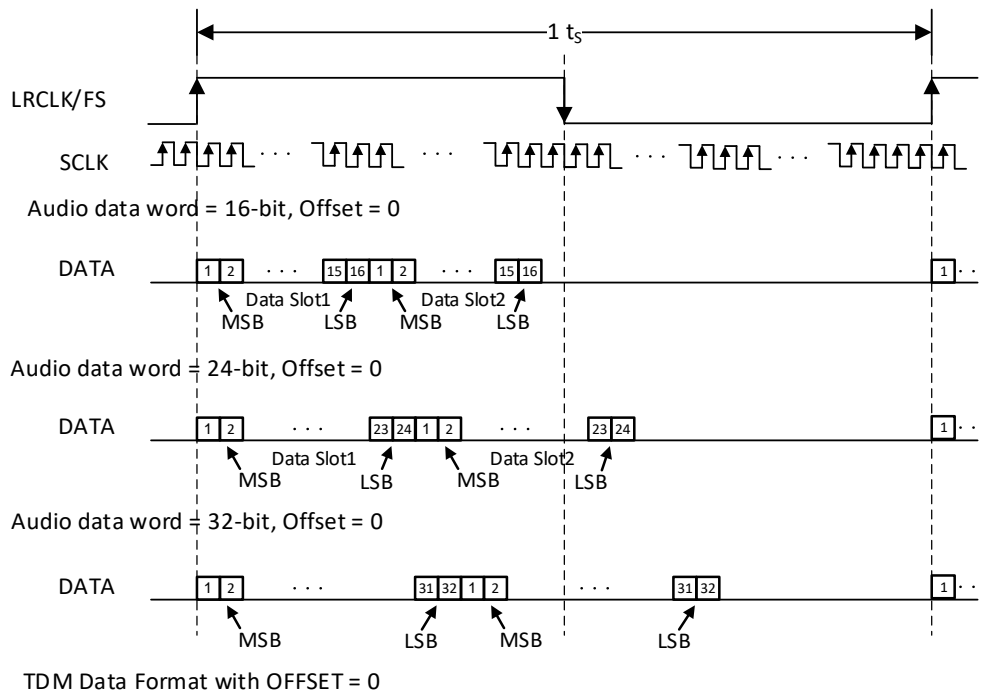 1 tS
LRCLK/FS
SCLK
· · · · · · · · · · · ·
Audio data word = 16-bit, Offset = 0
DATA 1 2 · · · 15 16 1 2 · · · 15 16 1 · ·
Data Slot1 Data Slot2
MSB LSB MSB LSB
Audio data word = 24-bit, Offset = 0
DATA 1 2 · · · 23 24 1 2 · · · 23 24 1 · ·
Data Slot1 Data Slot2
MSB LSB MSB LSB
Audio data word = 32-bit, Offset = 0
DATA 1 2 · · · 31 32 1 2 · · · 31 32 1 · ·
MSB LSB MSB LSB
TDM Data Format with OFFSET = 0